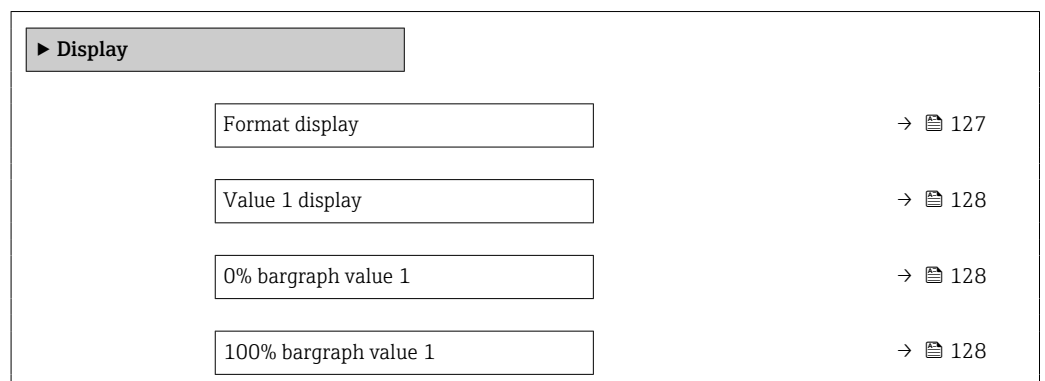 ▶ Display
Format display → 🖹 127
Value 1 display → 🖹 128
0% bargraph value 1 → 🖹 128
100% bargraph value 1 → 🖹 128